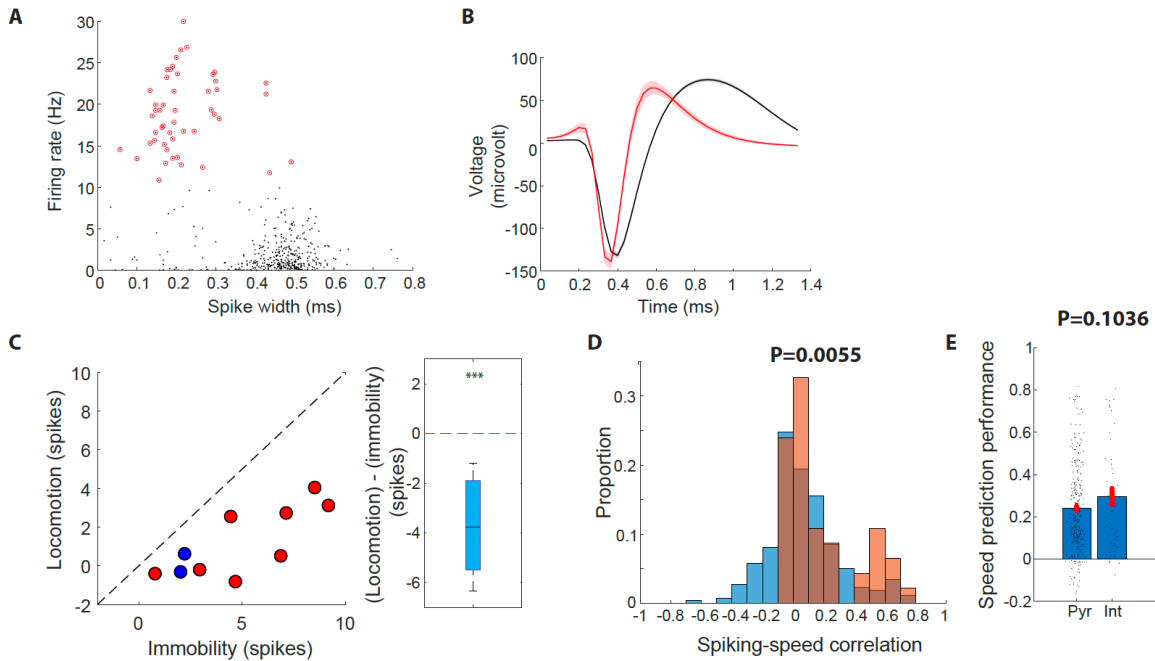 A
Firing rate (Hz)
30
25
20
15
10
5
0
0 0.1 0.2 0.3 0.4 0.5 0.6 0.7 0.8
Spike width (ms)
B
Voltage
(microvolt)
100
50
0
-50
-100
-150
0 0.2 0.4 0.6 0.8 1 1.2 1.4
Time (ms)
C
Locomotion (spikes)
10
8
6
4
2
0
-2
0 5 10
Immobility (spikes)
(Locomotion) - (immobility)
(spikes)
***
2
0
-2
-4
-6
D
P=0.0055
Proportion
0.3
0.2
0.1
0
-1 -0.8 -0.4 -0.2 0 0.2 0.4 0.6 0.8 1
Spiking-speed correlation
P=0.1036
E
Speed prediction performance
1
0.8
0.6
0.4
0.2
0
-0.2
Pyr Int